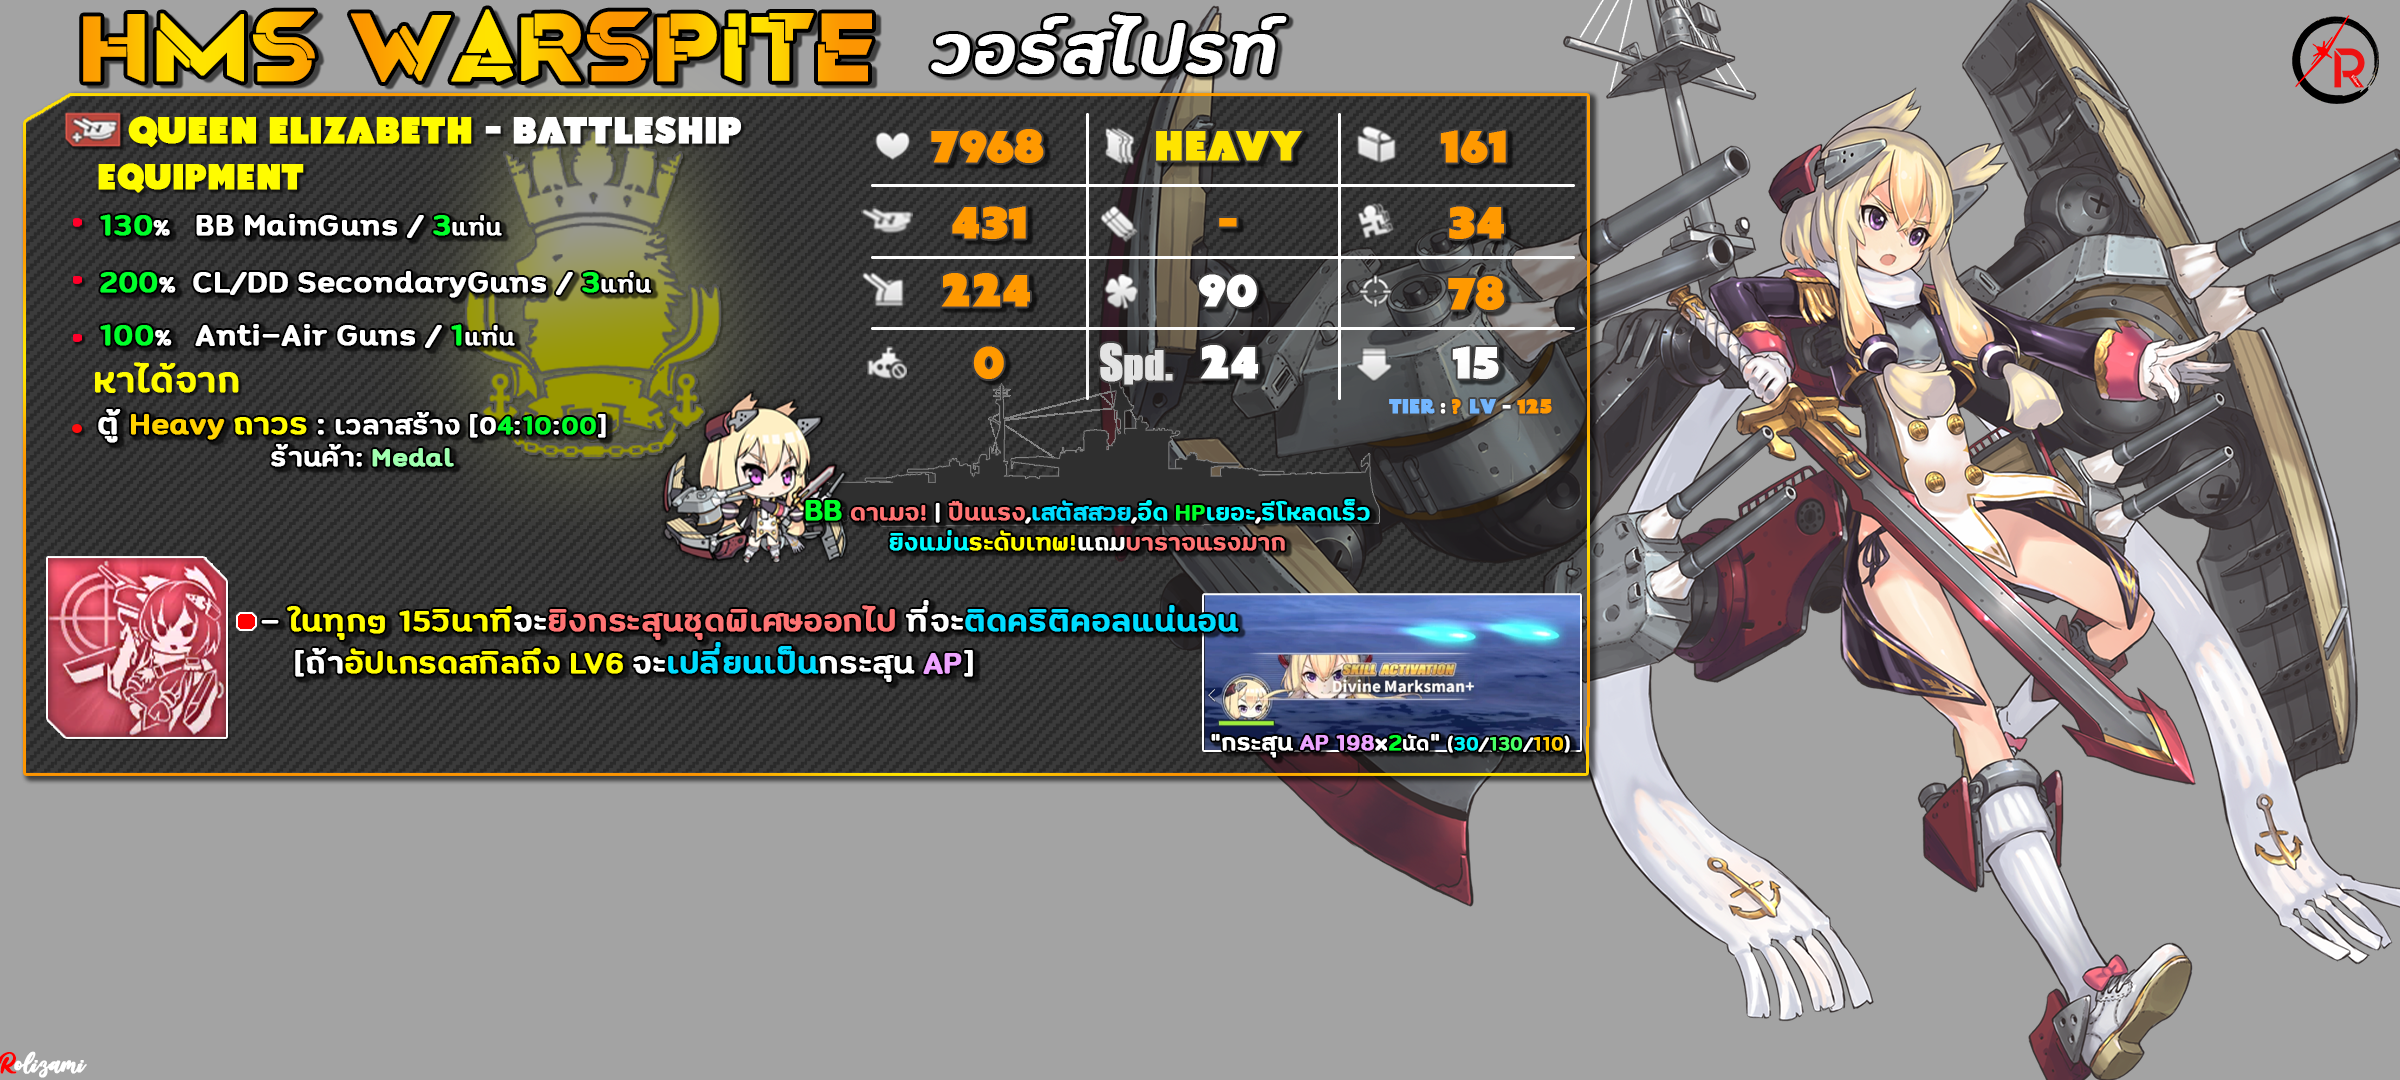 HMS WARSPITE วอร์สไปรท์
R
QUEEN ELIZABETH - BATTLESHIP
EQUIPMENT
130% BB MainGuns / 3แท่น
200% CL/DD SecondaryGuns / 3แท่น
100% Anti-Air Guns / 1แท่น
หาได้จาก
ตู้ Heavy ถาวร : เวลาสร้าง [04:10:00]
ร้านค้า: Medal
7968 HEAVY 161
431 - 34
224 90 78
0 Spd. 24 15
TIER : ? LV - 125
BB ดาเมจ! | ปืนแรง,เสตัสสวย,อึด HPเยอะ,รีโหลดเร็ว
ยิงแม่นระดับเทพ!แถมบาราจแรงมาก
- ในทุกๆ 15วินาทีจะยิงกระสุนชุดพิเศษออกไป ที่จะติดคริติคอลแน่นอน
[ถ้าอัปเกรดสกิลถึง LV6 จะเปลี่ยนเป็นกระสุน AP]
SKILL ACTIVATION
Divine Marksman+
"กระสุน AP 198x2นัด" (30/130/110)
Rolizami